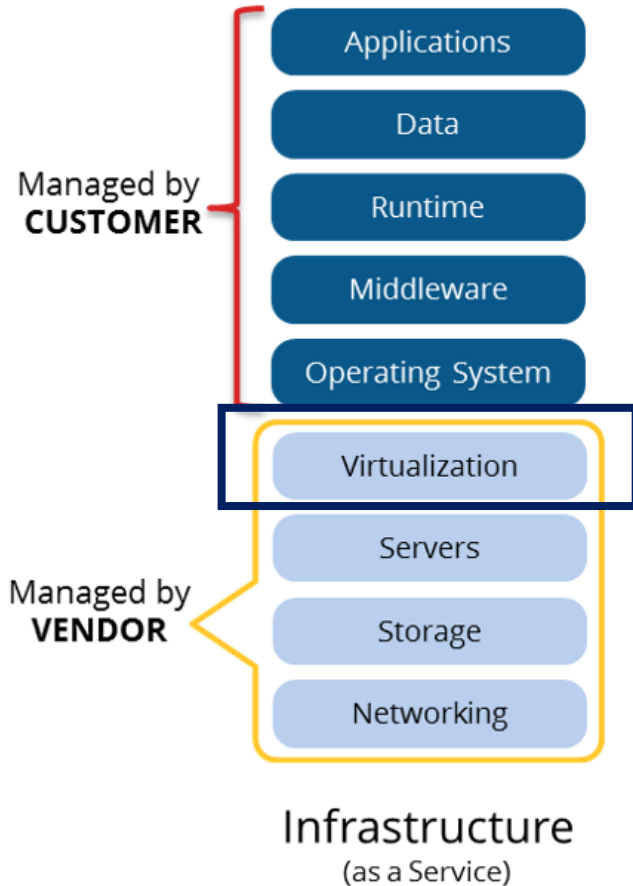 Applications
Data
Managed by
CUSTOMER
Runtime
Middleware
Operating System
Virtualization
Servers
Managed by
VENDOR
Storage
Networking
Infrastructure
(as a Service)